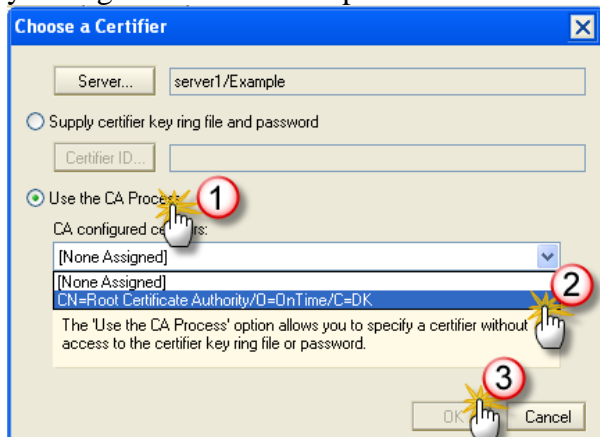 Choose a Certifier
Server... server1/Example
Supply certifier key ring file and password
Certifier ID...
Use the CA Process 1
CA configured
[None Assigned]
[None Assigned] 2
CN=Root Certificate Authority/O=OnTime/C=DK
The 'Use the CA Process' option allows you to specify a certifier without
access to the certifier key ring file or password.
3
OK Cancel